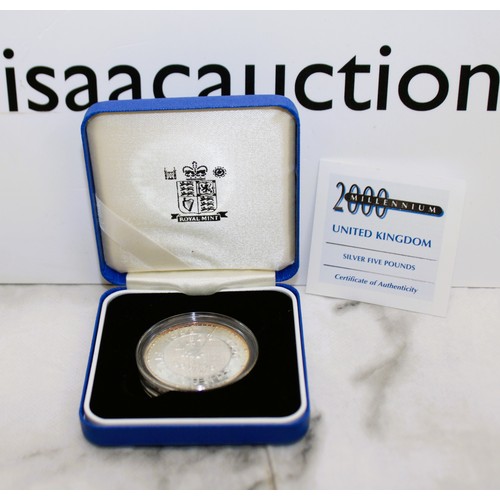 isaacauction
ROYAL MINT
2000
MILLENNIUM
UNITED KINGDOM
SILVER FIVE POUNDS
Certificate of Authenticity